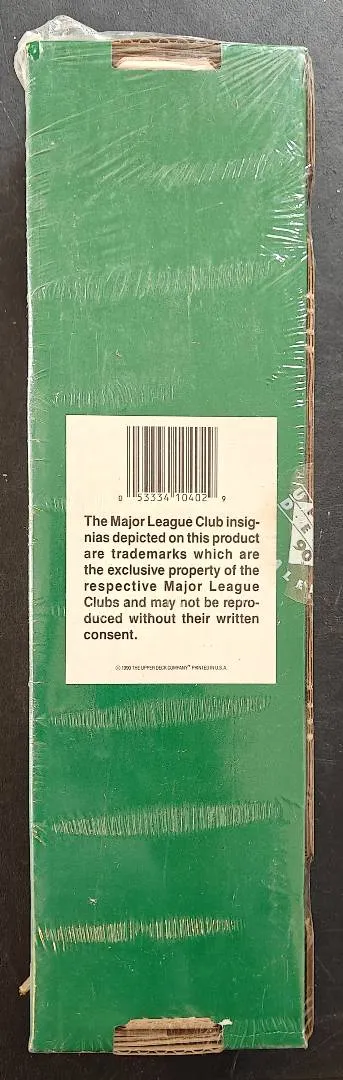 0 53334 10402 9
The Major League Club insig-
nias depicted on this product
are trademarks which are
the exclusive property of the
respective Major League
Clubs and may not be repro-
duced without their written
consent.
© 1990 THE UPPER DECK COMPANY™ PRINTED IN U.S.A.
90